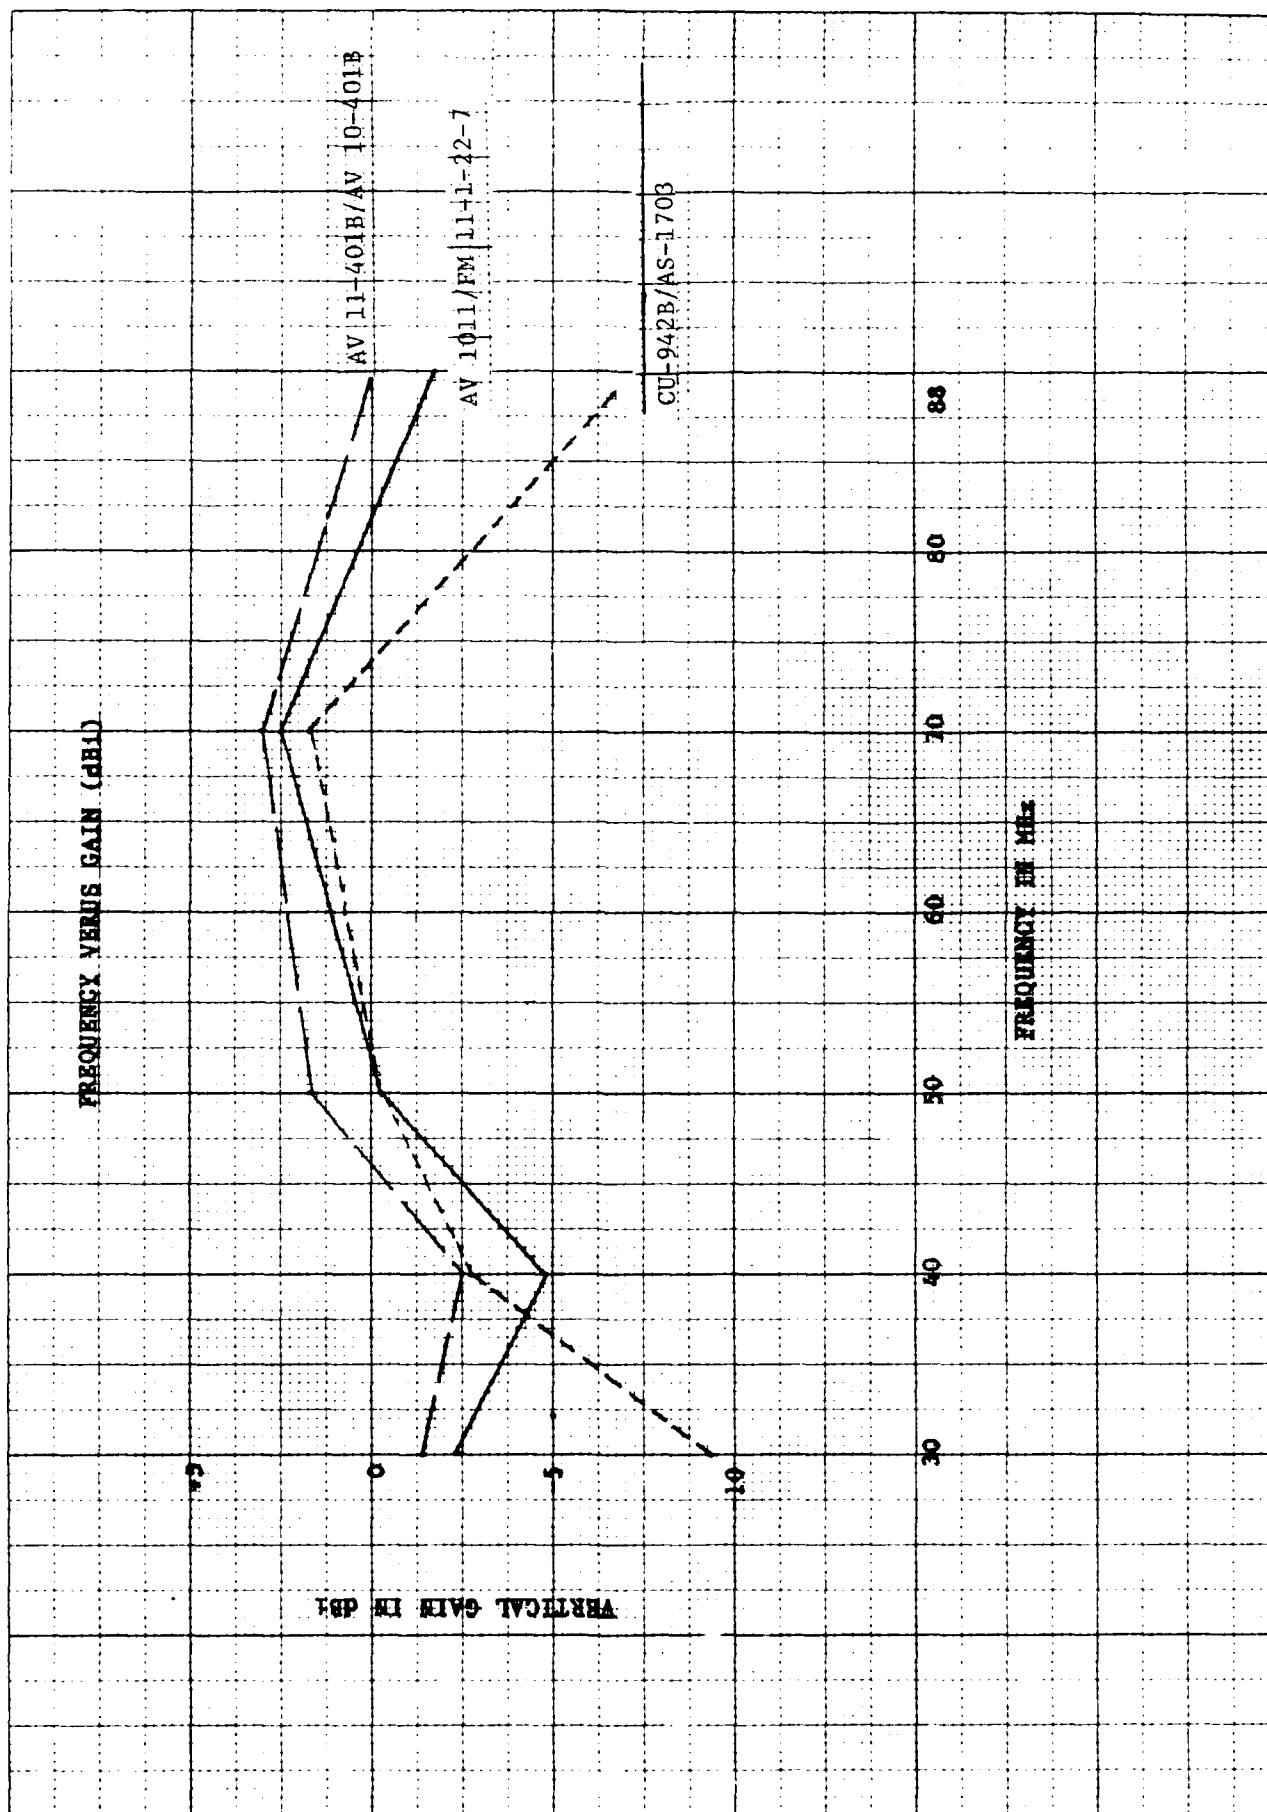 FREQUENCY VERUS GAIN (dBi)
AV 11-401B/AV 10-401B
AV 1011/FM 11-1-22-7
CU-942B/AS-1703
VERTICAL GAIN IN dBi
+5
0
5
10
30
40
50
60
70
80
88
FREQUENCY IN MHz